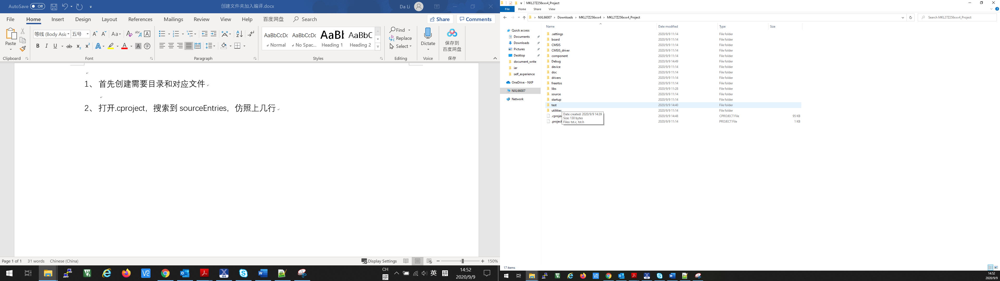 AutoSave Off
创建文件夹加入编译.docx
Da Li
File Home Insert Design Layout References Mailings Review View Help 百度网盘 Search
Share Comments
Paste
Clipboard
等线 (Body Asia 五号
Font
Paragraph
AaBbCcDc AaBbCcDc AaBb AaBbC
Normal No Spac... Heading 1 Heading 2
Styles
Find
Replace
Select
Editing
Dictate
Voice
保存到
百度网盘
保存
1、 首先创建需要目录和对应文件
2、 打开.cproject，搜索到 sourceEntries，仿照上几行
Page 1 of 1 31 words Chinese (China)
Display Settings 150%
CH 拼 英 拼
14:52
2020/9/9
MKL27Z256xxx4_Project
File Home Share View
NXL66007 Downloads MKL27Z256xxx4 MKL27Z256xxx4_Project
Search MKL27Z256xxx4_Project
Quick access
Documents
Downloads
Pictures
Desktop
document_write
iar
self_experience
OneDrive - NXP
NXL66007
Network
Name Date modified Type Size
.settings 2020/9/9 11:14 File folder
board 2020/9/9 11:14 File folder
CMSIS 2020/9/9 11:14 File folder
CMSIS_driver 2020/9/9 11:14 File folder
component 2020/9/9 11:14 File folder
Debug 2020/9/9 14:49 File folder
device 2020/9/9 11:14 File folder
doc 2020/9/9 11:14 File folder
drivers 2020/9/9 11:14 File folder
freertos 2020/9/9 11:14 File folder
libs 2020/9/9 11:28 File folder
source 2020/9/9 11:14 File folder
startup 2020/9/9 11:14 File folder
test 2020/9/9 14:40 File folder
utilities 2020/9/9 11:14 File folder
.cprojec 2020/9/9 14:48 CPROJECT File 95 KB
.project 2020/9/9 11:14 PROJECT File 1 KB
Date created: 2020/9/9 14:39
Size: 130 bytes
Files: tst.c, tst.h
17 items
14:52
2020/9/9